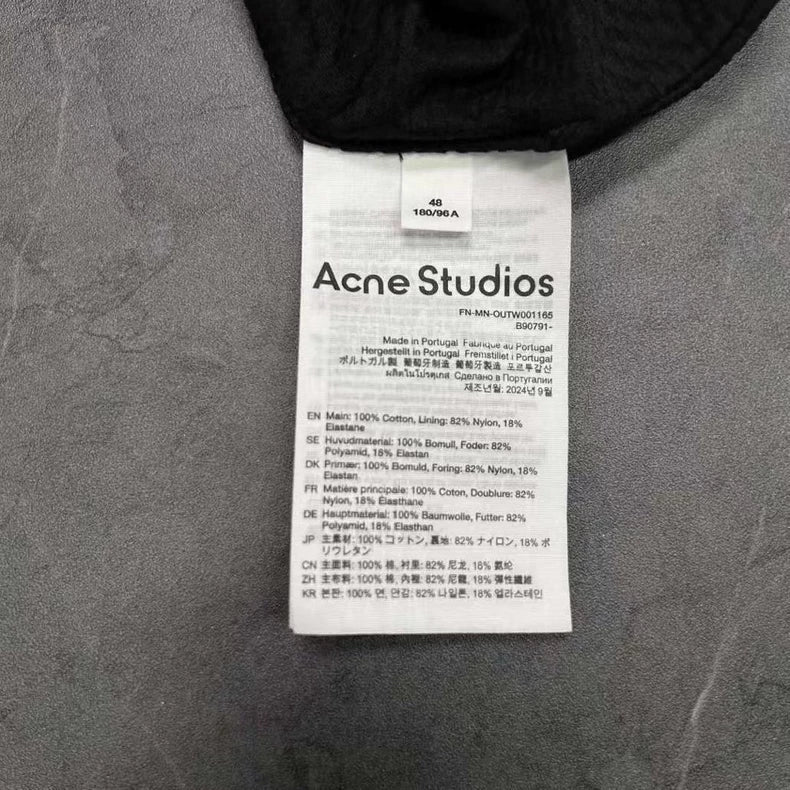 48
180/96A
Acne Studios
FN-MN-OUTW001165
B90791-
Made in Portugal Fabriqué au Portugal
Hergestellt in Portugal Fremstillet i Portugal
ポルトガル製 葡萄牙制造 葡萄牙製造 포르투갈산
ผลิตในโปรตุเกส Сделано в Португалии
제조년월: 2024년 9월
EN Main: 100% Cotton, Lining: 82% Nylon, 18%
Elastane
SE Huvudmaterial: 100% Bomull, Foder: 82%
Polyamid, 18% Elastan
DK Primær: 100% Bomuld, Foring: 82% Nylon, 18%
Elastan
FR Matière principale: 100% Coton, Doublure: 82%
Nylon, 18% Élasthane
DE Hauptmaterial: 100% Baumwolle, Futter: 82%
Polyamid, 18% Elasthan
JP 主素材: 100% コットン, 裏地: 82% ナイロン, 18% ポ
リウレタン
CN 主面料: 100% 棉, 衬里: 82% 尼龙, 18% 氨纶
ZH 主布料: 100% 棉, 內裡: 82% 尼龍, 18% 彈性纖維
KR 본판: 100% 면, 안감: 82% 나일론, 18% 엘라스테인